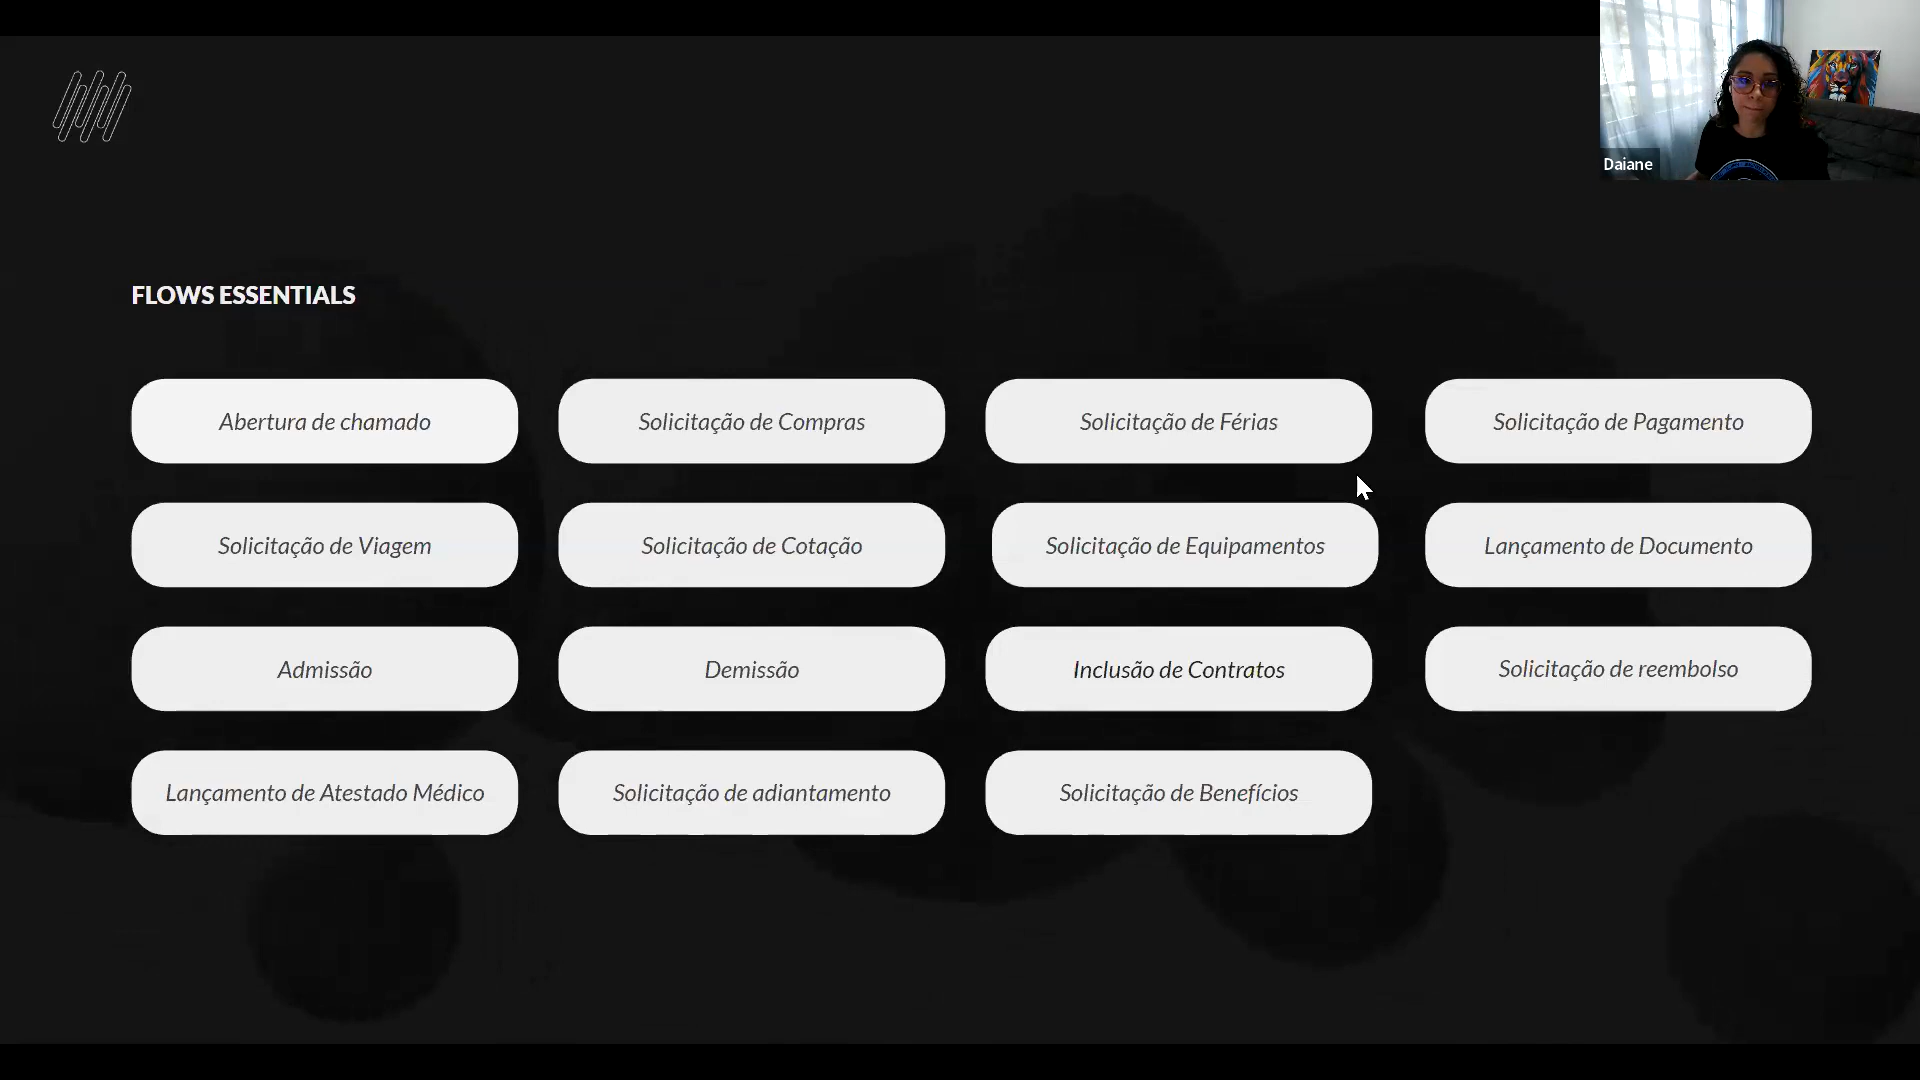 Daiane
FLOWS ESSENTIALS
Abertura de chamado
Solicitação de Compras
Solicitação de Férias
Solicitação de Pagamento
Solicitação de Viagem
Solicitação de Cotação
Solicitação de Equipamentos
Lançamento de Documento
Admissão
Demissão
Inclusão de Contratos
Solicitação de reembolso
Lançamento de Atestado Médico
Solicitação de adiantamento
Solicitação de Benefícios